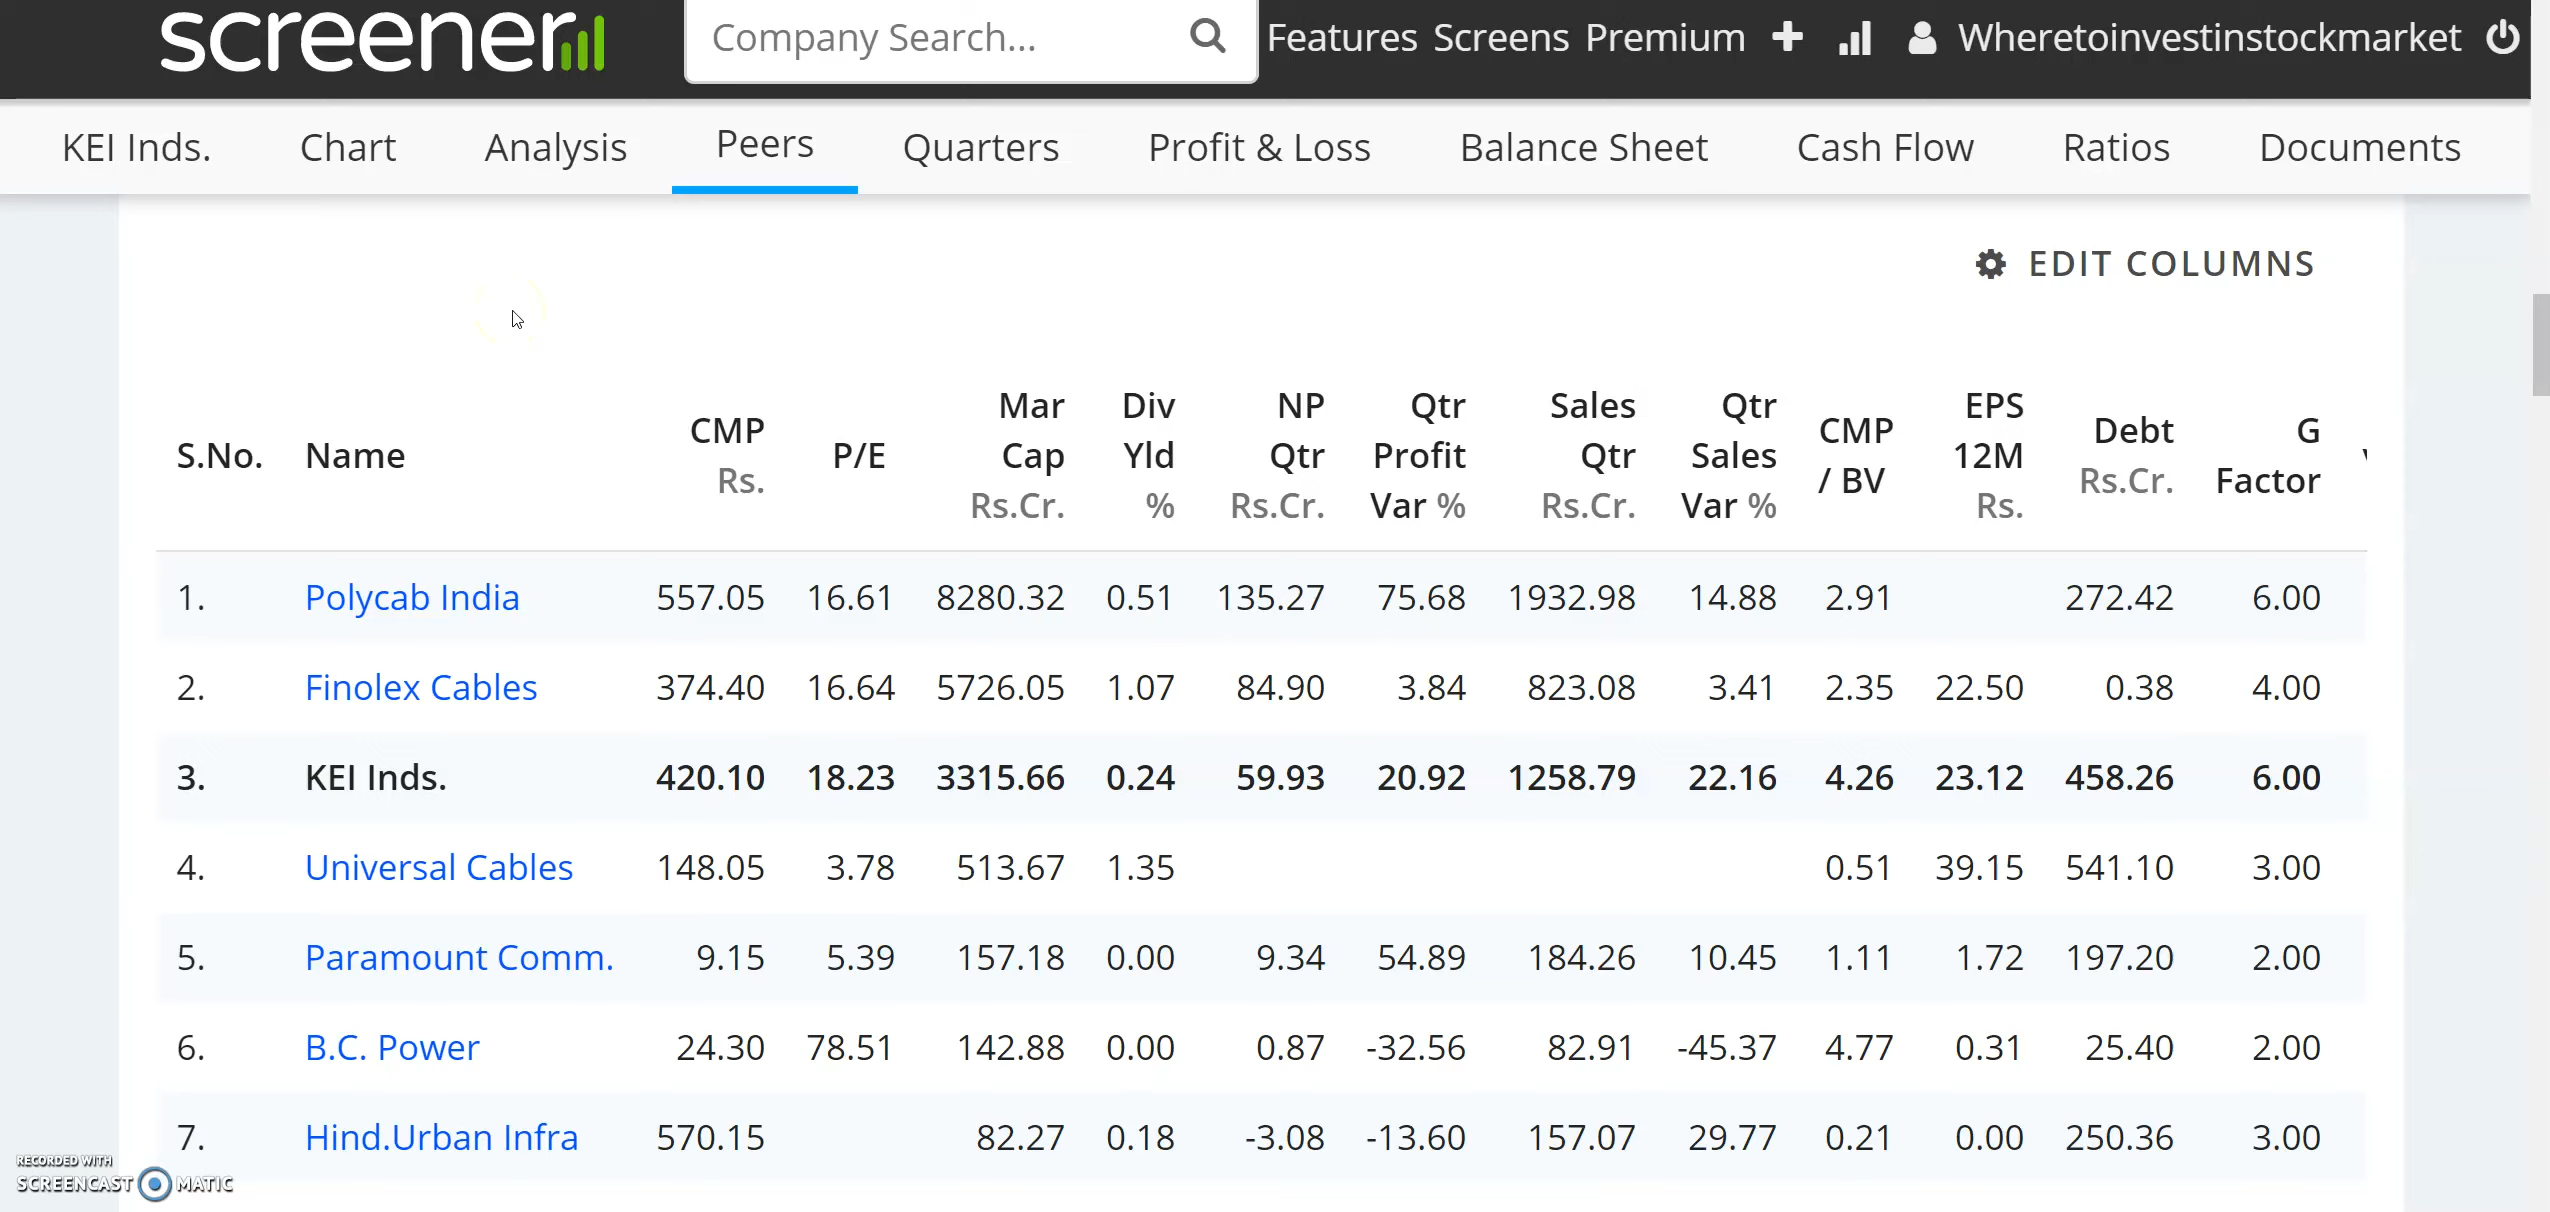 screener
Company Search... Features Screens Premium Wheretoinvestinstockmarket
KEI Inds. Chart Analysis Peers Quarters Profit & Loss Balance Sheet Cash Flow Ratios Documents
EDIT COLUMNS
S.No. Name CMP Rs. P/E Mar Cap Rs.Cr. Div Yld % NP Qtr Rs.Cr. Qtr Profit Var % Sales Qtr Rs.Cr. Qtr Sales Var % CMP / BV EPS 12M Rs. Debt Rs.Cr. G Factor
1. Polycab India 557.05 16.61 8280.32 0.51 135.27 75.68 1932.98 14.88 2.91 272.42 6.00
2. Finolex Cables 374.40 16.64 5726.05 1.07 84.90 3.84 823.08 3.41 2.35 22.50 0.38 4.00
3. KEI Inds. 420.10 18.23 3315.66 0.24 59.93 20.92 1258.79 22.16 4.26 23.12 458.26 6.00
4. Universal Cables 148.05 3.78 513.67 1.35 0.51 39.15 541.10 3.00
5. Paramount Comm. 9.15 5.39 157.18 0.00 9.34 54.89 184.26 10.45 1.11 1.72 197.20 2.00
6. B.C. Power 24.30 78.51 142.88 0.00 0.87 -32.56 82.91 -45.37 4.77 0.31 25.40 2.00
7. Hind.Urban Infra 570.15 82.27 0.18 -3.08 -13.60 157.07 29.77 0.21 0.00 250.36 3.00
RECORDED WITH
SCREENCAST MATIC